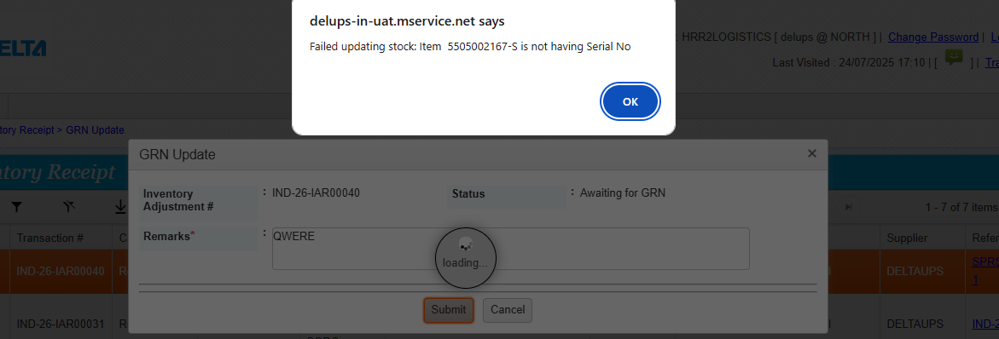 delups-in-uat.mservice.net says
Failed updating stock: Item 5505002167-S is not having Serial No
OK
ELTA
: HRR2LOGISTICS [ delups @ NORTH ] | Change Password | L
Last Visited : 24/07/2025 17:10 | [ ] | Tra
tory Receipt > GRN Update
ntory Receipt
GRN Update
Inventory Adjustment # : IND-26-IAR00040 Status : Awaiting for GRN
Remarks* : QWERE
loading...
Submit Cancel
1 - 7 of 7 items
Transaction # C Supplier Refer
IND-26-IAR00040 R DELTAUPS SPRS
1
IND-26-IAR00031 R DELTAUPS IND-2